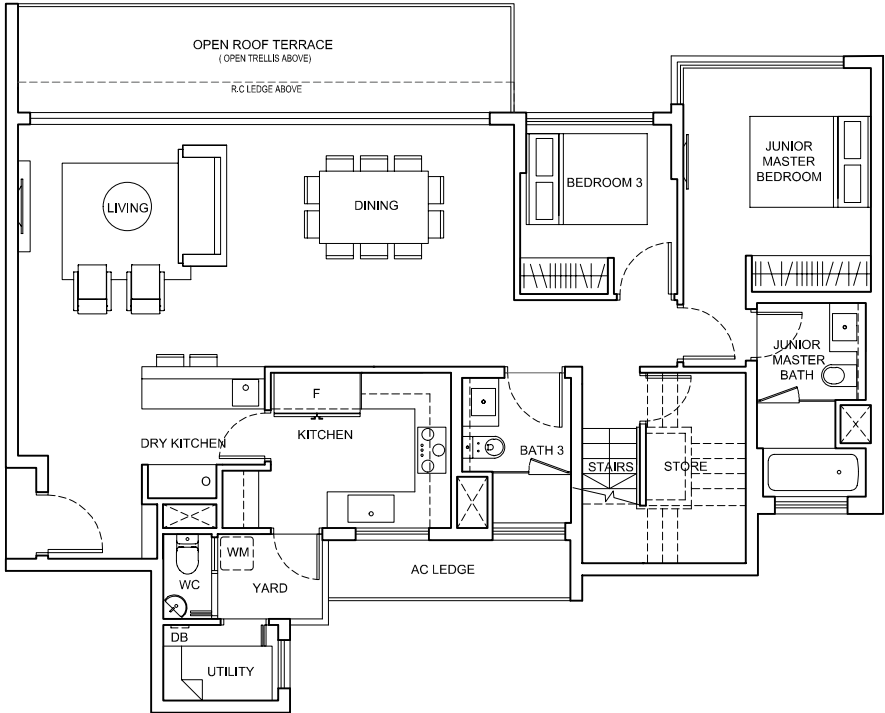 OPEN ROOF TERRACE
( OPEN TRELLIS ABOVE)
R.C LEDGE ABOVE
JUNIOR
MASTER
BEDROOM
BEDROOM 3
LIVING
DINING
JUNIOR
MASTER
BATH
F
KITCHEN
DRY KITCHEN
BATH 3
STAIRS
STORE
X
WM
WC
YARD
AC LEDGE
DB
UTILITY